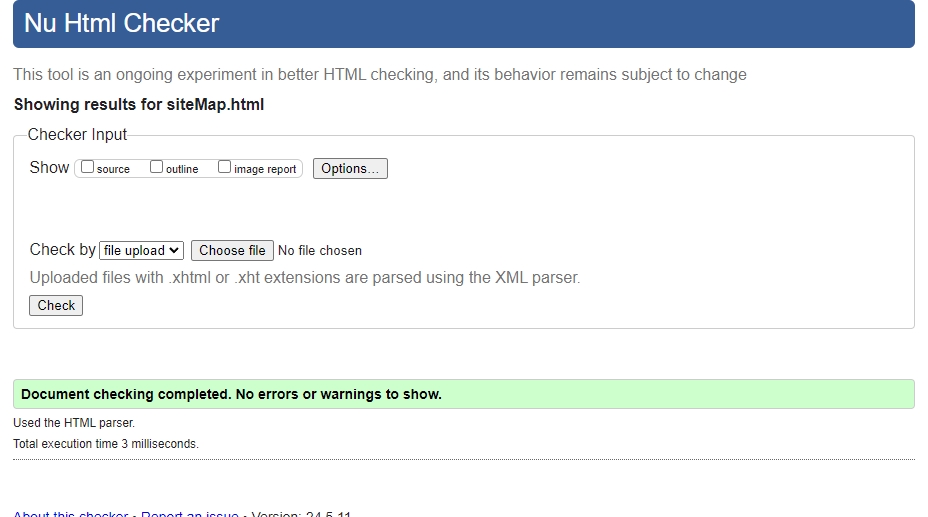 Nu Html Checker
This tool is an ongoing experiment in better HTML checking, and its behavior remains subject to change
Showing results for siteMap.html
Checker Input
Show source outline image report Options...
Check by file upload Choose file No file chosen
Uploaded files with .xhtml or .xht extensions are parsed using the XML parser.
Check
Document checking completed. No errors or warnings to show.
Used the HTML parser.
Total execution time 3 milliseconds.
About this checker • Report an issue • Version: 24.5.11